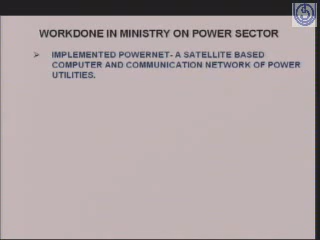 WORKDONE IN MINISTRY ON POWER SECTOR
IMPLEMENTED POWERNET- A SATELLITE BASED
COMPUTER AND COMMUNICATION NETWORK OF POWER
UTILITIES.